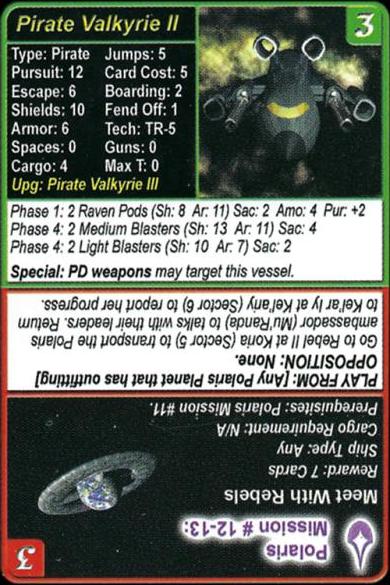 Pirate Valkyrie II
3
Type: Pirate Jumps: 5
Pursuit: 12 Card Cost: 5
Escape: 6 Boarding: 2
Shields: 10 Fend Off: 1
Armor: 6 Tech: TR-5
Spaces: 0 Guns: 0
Cargo: 4 Max T: 0
Upg: Pirate Valkyrie III
Phase 1: 2 Raven Pods (Sh: 8 Ar: 11) Sac: 2 Amo: 4 Pur: +2
Phase 4: 2 Medium Blasters (Sh: 13 Ar: 11) Sac: 4
Phase 4: 2 Light Blasters (Sh: 10 Ar: 7) Sac: 2
Special: PD weapons may target this vessel.
3
Polaris
Mission # 12-13:
Meet With Rebels
Reward: 7 Cards
Ship Type: Any
Cargo Requirement: N/A
Prerequisites: Polaris Mission #11.
PLAY FROM: [Any Polaris Planet that has outfitting]
OPPOSITION: None.
Go to Rebel II at Koria (Sector 5) to transport the Polaris
ambassador (Mu'Randa) to talks with their leaders. Return
to Kel'ar Iy at Kel'ariy (Sector 6) to report her progress.